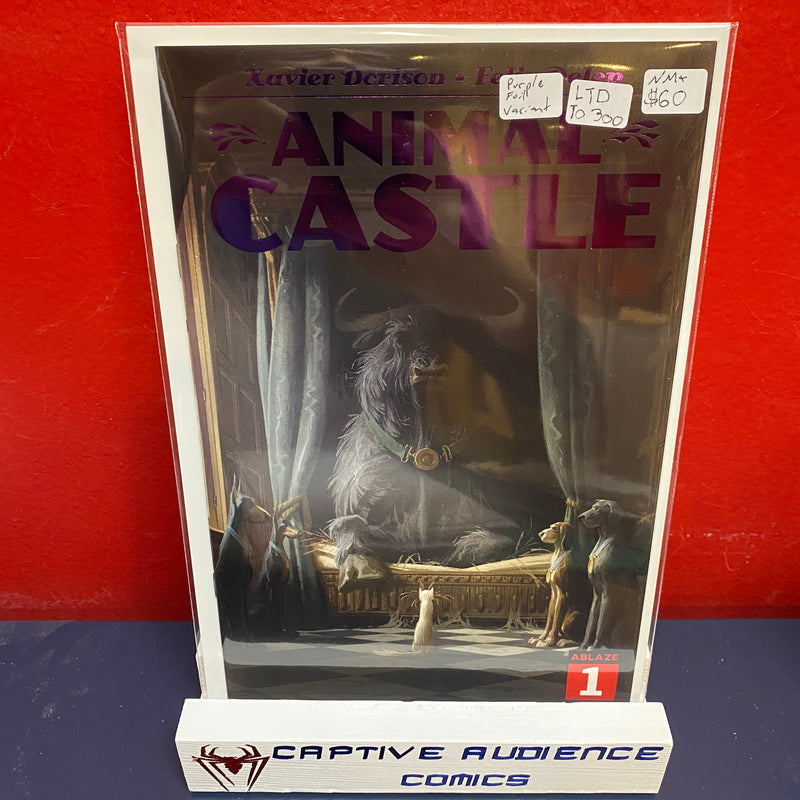 Xavier Dorison • Felix Delep
Purple
Foil
Variant
LTD
To 300
NM+
$60
ANIMAL
CASTLE
ABLAZE
1
CAPTIVE AUDIENCE
COMICS